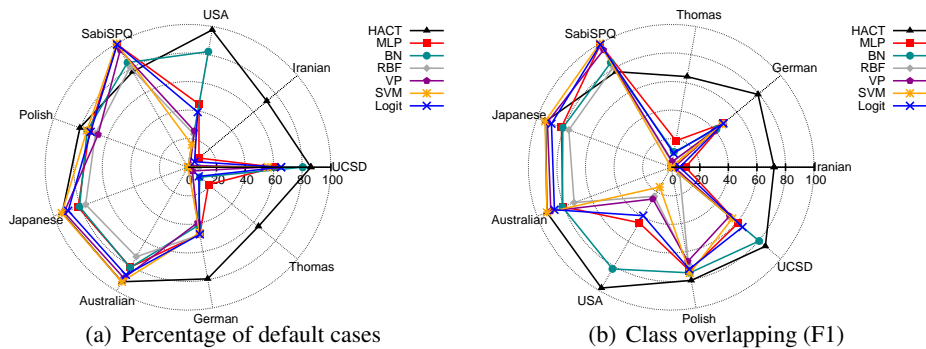 USA
SabiSPQ
Iranian
Polish
UCSD
0 20 40 60 80 100
Japanese
Thomas
Australian
German
HACT
MLP
BN
RBF
VP
SVM
Logit
(a) Percentage of default cases
Thomas
SabiSPQ
German
Japanese
Iranian
0 20 40 60 80 100
Australian
UCSD
USA
Polish
HACT
MLP
BN
RBF
VP
SVM
Logit
(b) Class overlapping (F1)